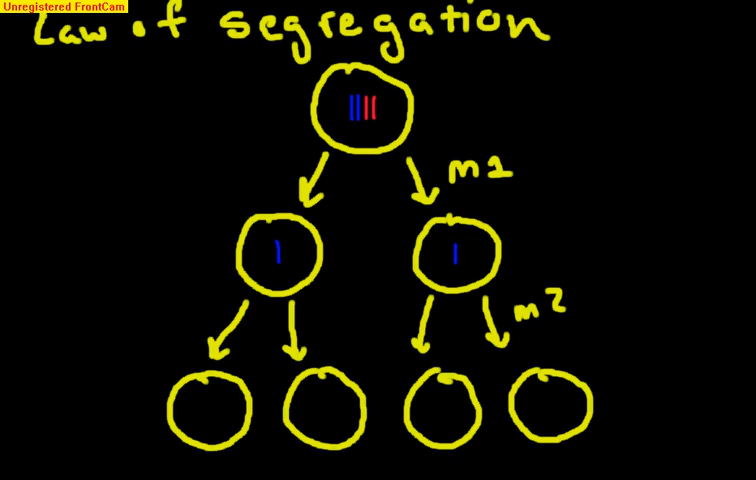 Unregistered FrontCam
Law of segregation
m1
m2